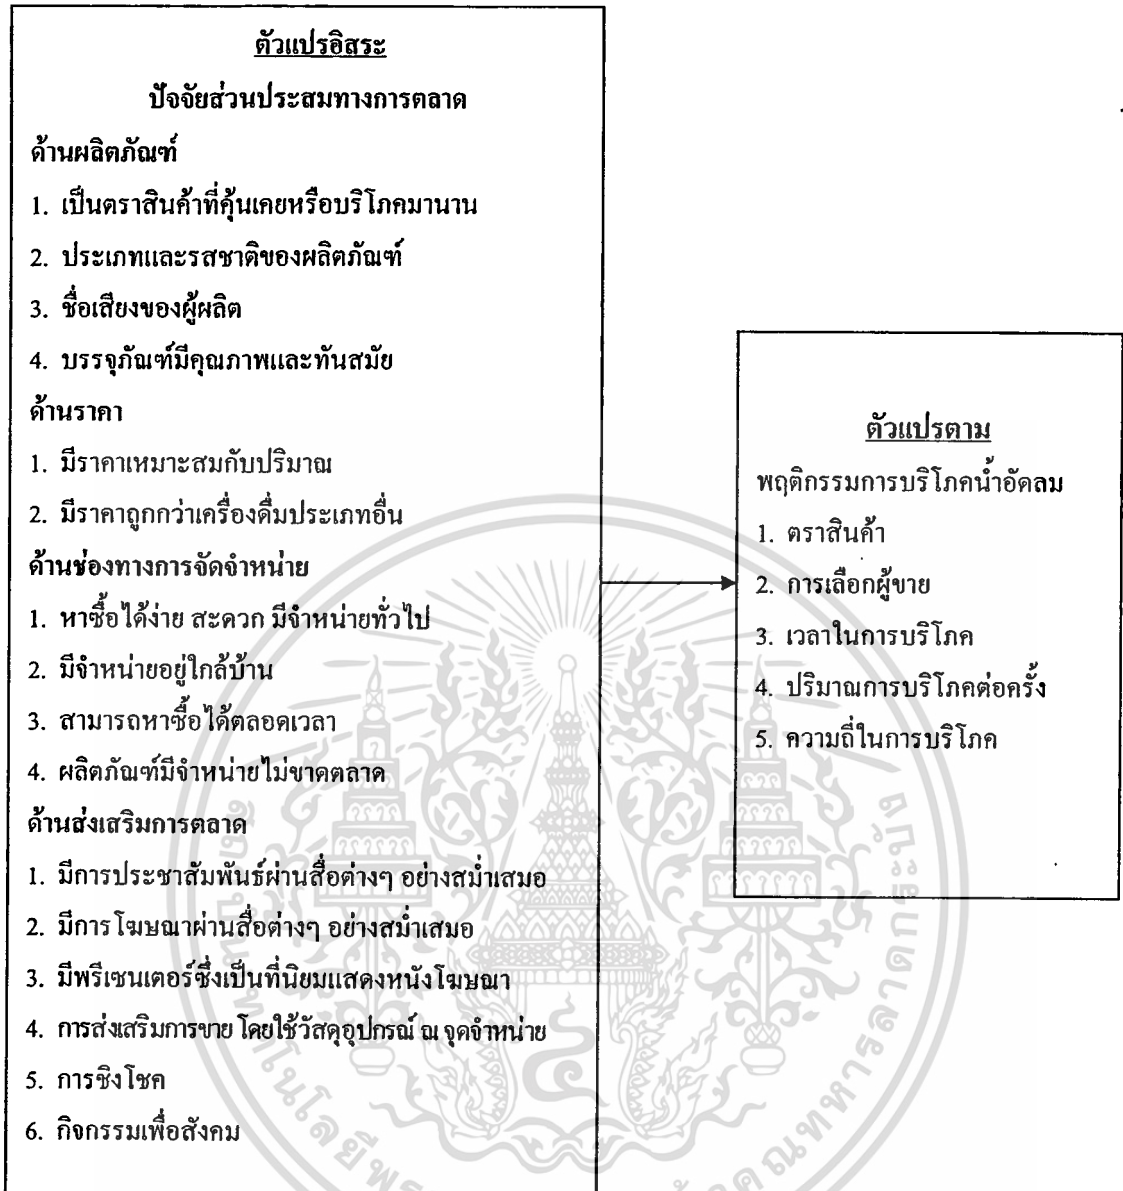 ตัวแปรอิสระ
ปัจจัยส่วนประสมทางการตลาด
ด้านผลิตภัณฑ์
1. เป็นตราสินค้าที่คุ้นเคยหรือบริโภคมานาน
2. ประเภทและรสชาติของผลิตภัณฑ์
3. ชื่อเสียงของผู้ผลิต
4. บรรจุภัณฑ์มีคุณภาพและทันสมัย
ด้านราคา
1. มีราคาเหมาะสมกับปริมาณ
2. มีราคาถูกกว่าเครื่องดื่มประเภทอื่น
ด้านช่องทางการจัดจำหน่าย
1. หาซื้อได้ง่าย สะดวก มีจำหน่ายทั่วไป
2. มีจำหน่ายอยู่ใกล้บ้าน
3. สามารถหาซื้อได้ตลอดเวลา
4. ผลิตภัณฑ์มีจำหน่ายไม่ขาดตลาด
ด้านส่งเสริมการตลาด
1. มีการประชาสัมพันธ์ผ่านสื่อต่างๆ อย่างสม่ำเสมอ
2. มีการโฆษณาผ่านสื่อต่างๆ อย่างสม่ำเสมอ
3. มีพรีเซนเตอร์ซึ่งเป็นที่นิยมแสดงหนังโฆษณา
4. การส่งเสริมการขาย โดยใช้วัสดุอุปกรณ์ ณ จุดจำหน่าย
5. การชิงโชค
6. กิจกรรมเพื่อสังคม
ตัวแปรตาม
พฤติกรรมการบริโภคน้ำอัดลม
1. ตราสินค้า
2. การเลือกผู้ขาย
3. เวลาในการบริโภค
4. ปริมาณการบริโภคต่อครั้ง
5. ความถี่ในการบริโภค